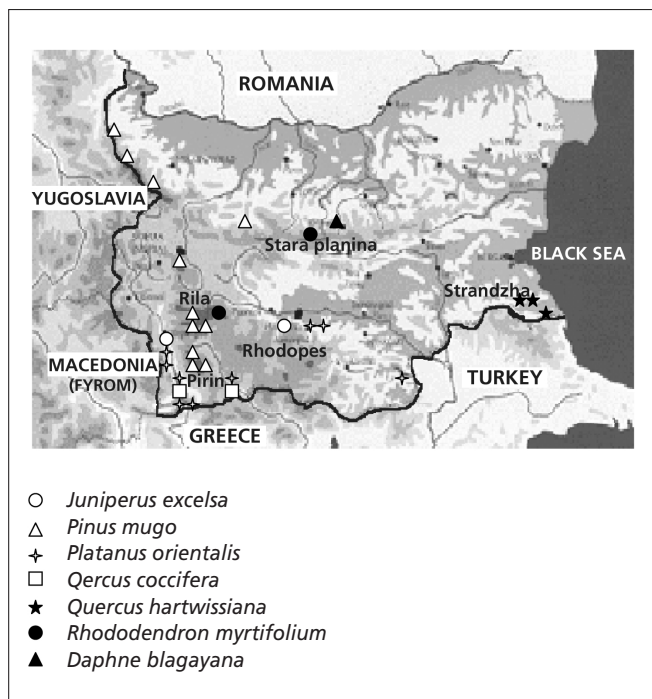 ROMANIA
YUGOSLAVIA
Stara planina
BLACK SEA
Rila
Strandzha
MACEDONIA
(FYROM)
Rhodopes
Pirin
TURKEY
GREECE
Juniperus excelsa
Pinus mugo
Platanus orientalis
Qercus coccifera
Quercus hartwissiana
Rhododendron myrtifolium
Daphne blagayana